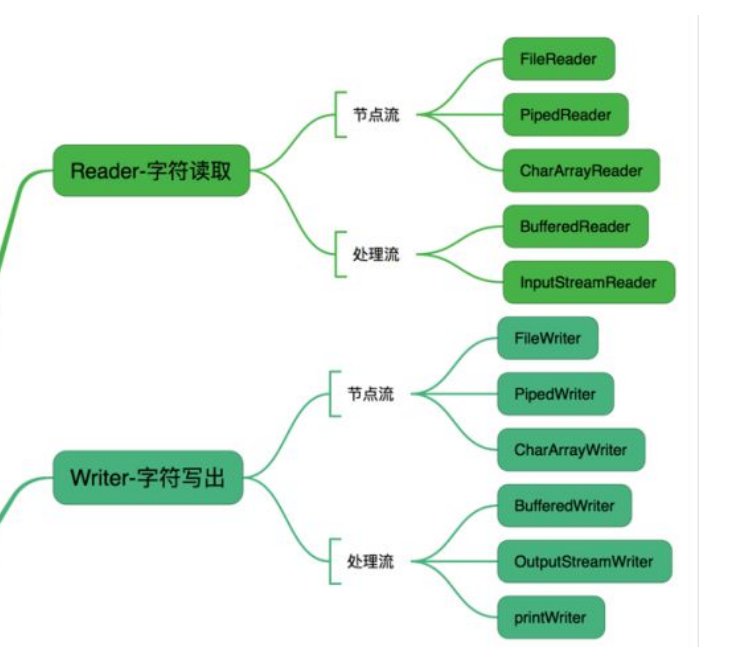 Reader-字符读取
节点流
FileReader
PipedReader
CharArrayReader
处理流
BufferedReader
InputStreamReader
Writer-字符写出
节点流
FileWriter
PipedWriter
CharArrayWriter
处理流
BufferedWriter
OutputStreamWriter
printWriter